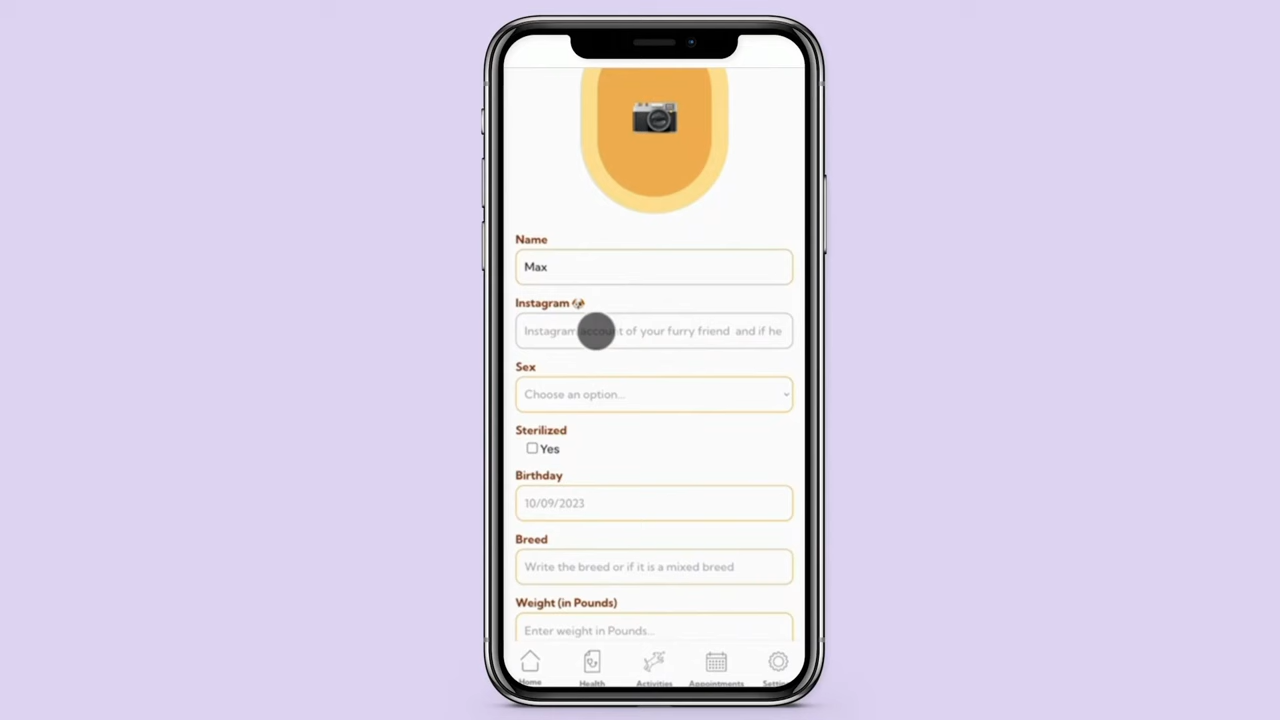 Name
Max
Instagram
Instagram account of your furry friend and if he
Sex
Choose an option...
Sterilized
Yes
Birthday
10/09/2023
Breed
Write the breed or if it is a mixed breed
Weight (in Pounds)
Enter weight in Pounds...
Home
Health
Activities
Appointments